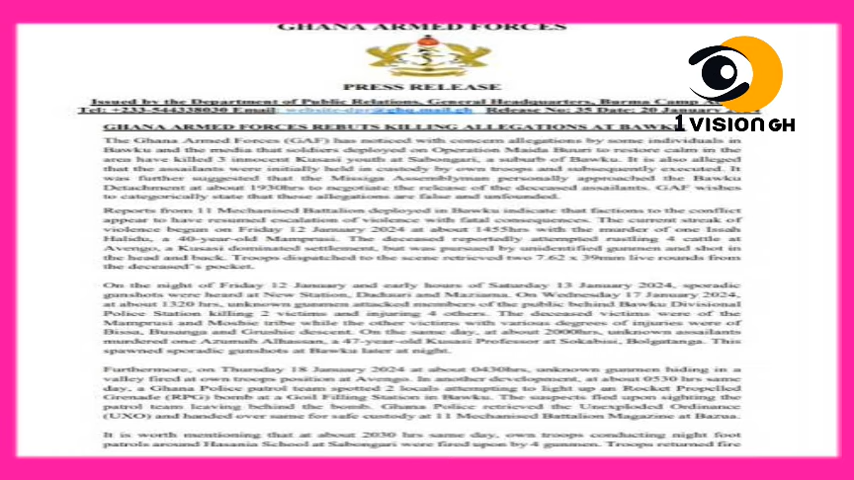 GHANA ARMED FORCES
PRESS RELEASE
Issued by the Department of Public Relations, General Headquarters, Burma Camp
Tel: +233-544338030 Email: website-dpr@ghq.mail.gh Release No: 35 Date: 20 January
1VISIONGH
GHANA ARMED FORCES REBUTS KILLING ALLEGATIONS AT
The Ghana Armed Forces (GAF) has noticed with concern allegations by some individuals in
Bawku and the media that soldiers deployed on Operation Maida Buuri to restore calm in the
area have killed 3 innocent Kusasi youth at Sabongari, a suburb of Bawku. It is also alleged
that the assailants were initially held in custody by own troops and subsequently executed. It
was further suggested that the Missiga Assemblyman personally approached the Bawku
Detachment at about 1930hrs to negotiate the release of the deceased assailants. GAF wishes
to categorically state that these allegations are false and unfounded.
Reports from 11 Mechanised Battalion deployed in Bawku indicate that factions to the conflict
appear to have resumed escalation of violence with fatal consequences. The current streak of
violence begun on Friday 12 January 2024 at about 1455hrs with the murder of one Issah
Halidu, a 40-year-old Mamprusi. The deceased reportedly attempted rustling 4 cattle at
Avengo, a Kusasi dominated settlement, but was pursued by unidentified gunmen and shot in
the head and back. Troops dispatched to the scene retrieved two 7.62 x 39mm live rounds from
the deceased's pocket.
On the night of Friday 12 January and early hours of Saturday 13 January 2024, sporadic
gunshots were heard at New Station, Daduari and Maziama. On Wednesday 17 January 2024,
at about 1320 hrs, unknown gunmen attacked members of the public behind Bawku Divisional
Police Station killing 2 victims and injuring 4 others. The deceased victims were of the
Mamprusi and Moshie tribe while the other victims with various degrees of injuries were of
Bissa, Busanga and Grushie descent. On the same day, at about 2000hrs, unknown assailants
murdered one Azumah Alhassan, a 47-year-old Kusasi Professor at Sokabisi, Bolgatanga. This
spawned sporadic gunshots at Bawku later at night.
Furthermore, on Thursday 18 January 2024 at about 0430hrs, unknown gunmen hiding in a
valley fired at own troops position at Avengo. In another development, at about 0530 hrs same
day, a Ghana Police patrol team spotted 2 locals attempting to light up an Rocket Propelled
Grenade (RPG) bomb at a Goil Filling Station in Bawku. The suspects fled upon sighting the
patrol team leaving behind the bomb. Ghana Police retrieved the Unexploded Ordinance
(UXO) and handed over same for safe custody at 11 Mechanised Battalion Magazine at Bazua.
It is worth mentioning that at about 2030 hrs same day, own troops conducting night foot
patrols around Hasania School at Sabongari were fired upon by 4 gunmen. Troops returned fire